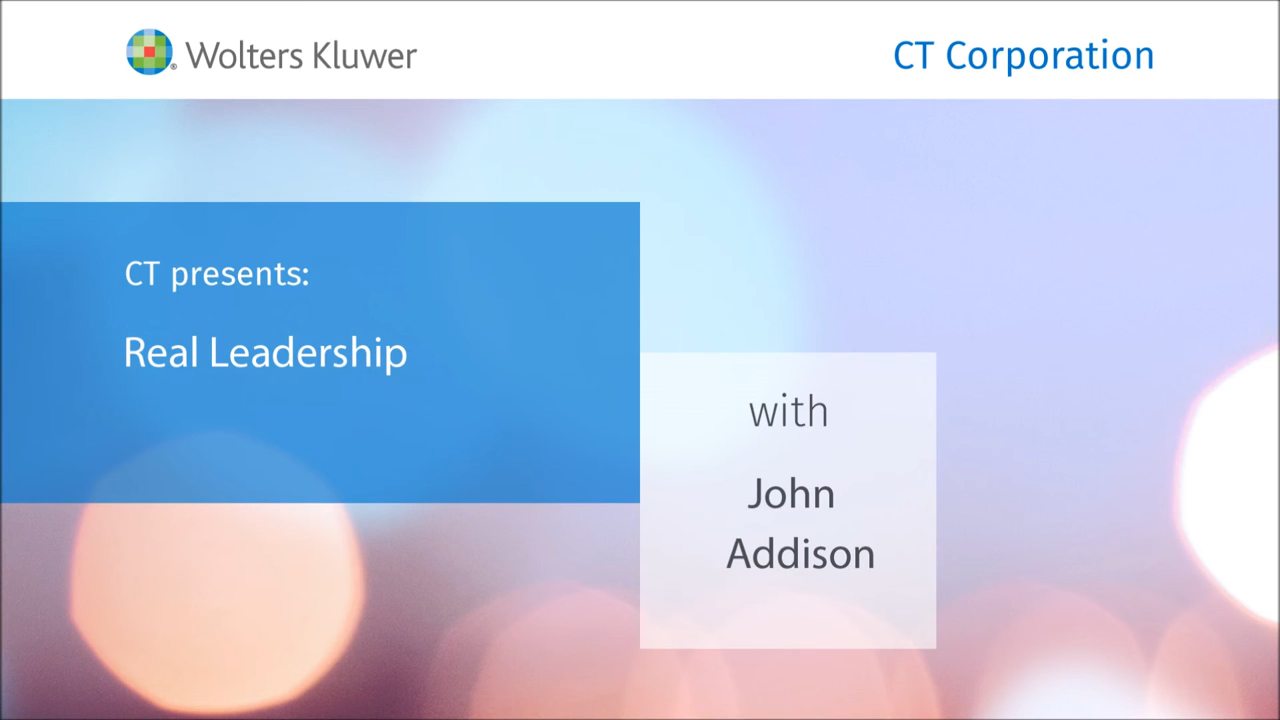 Wolters Kluwer
CT Corporation
CT presents:
Real Leadership
with
John
Addison